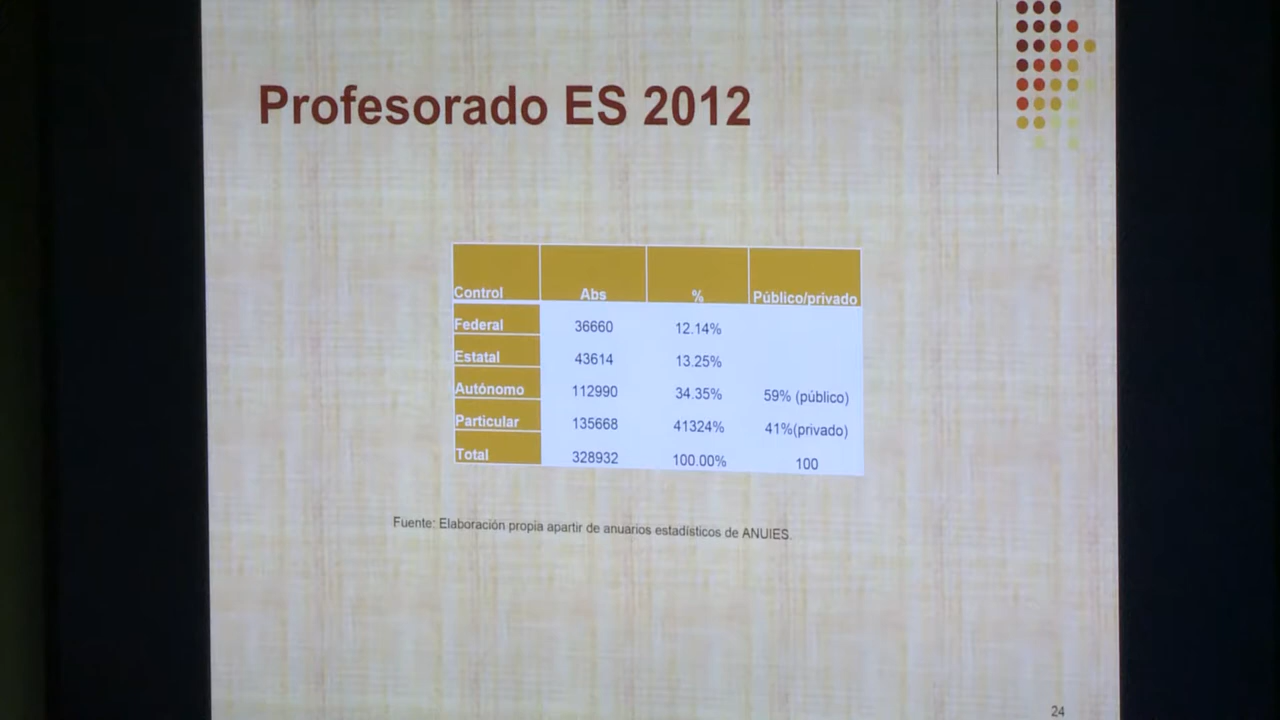 Profesorado ES 2012
Control Abs % Público/privado
Federal 36660 12.14%
Estatal 43614 13.25%
Autónomo 112990 34.35% 59% (público)
Particular 135668 41324% 41%(privado)
Total 328932 100.00% 100
Fuente: Elaboración propia apartir de anuarios estadísticos de ANUIES.
24